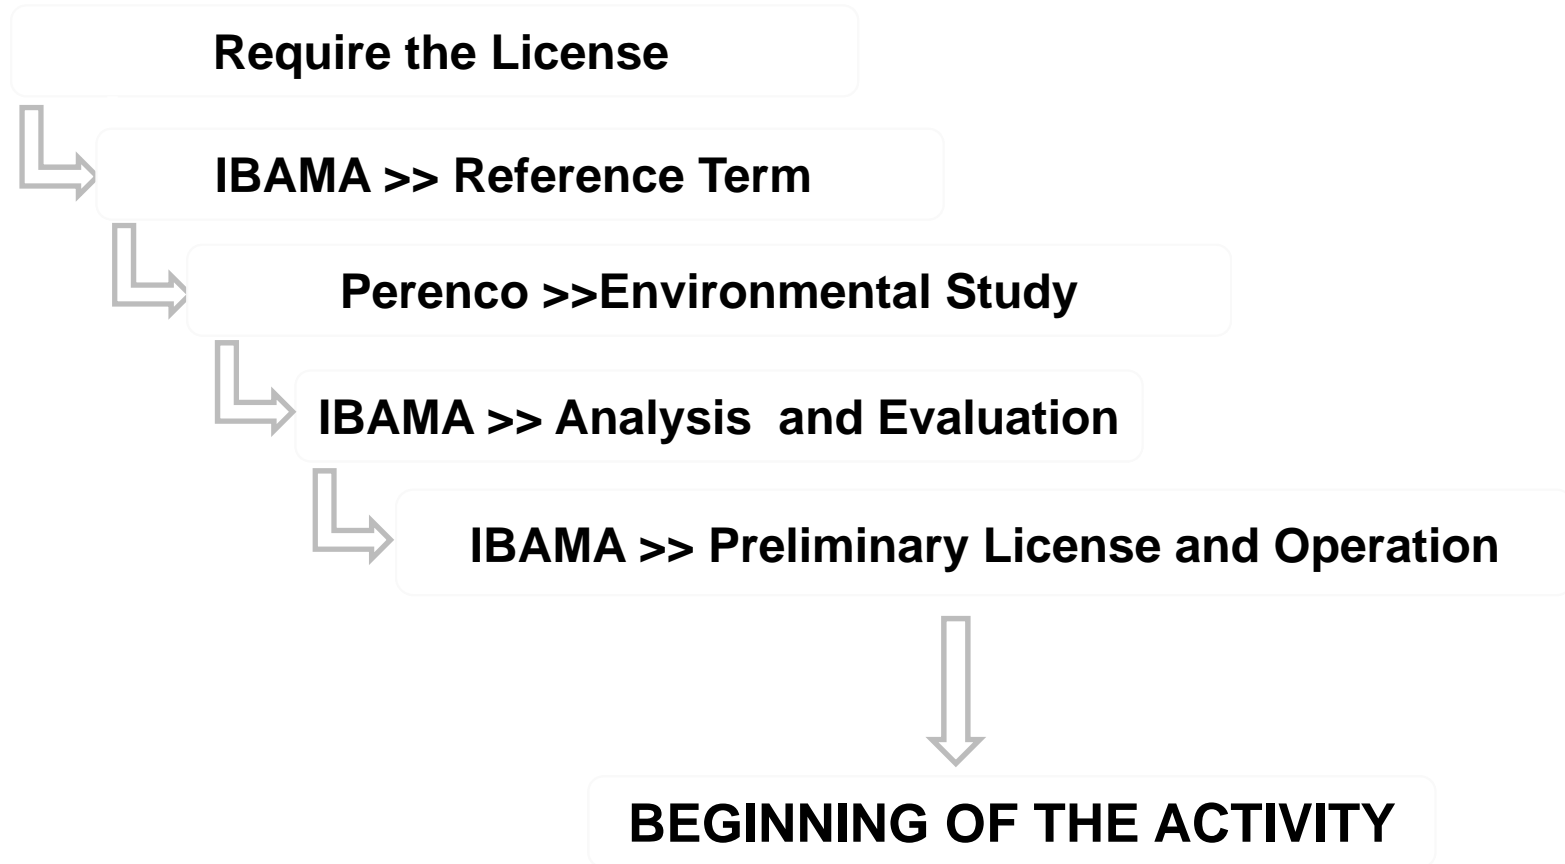 Require the License
IBAMA >> Reference Term
Perenco >>Environmental Study
IBAMA >> Analysis and Evaluation
IBAMA >> Preliminary License and Operation
BEGINNING OF THE ACTIVITY